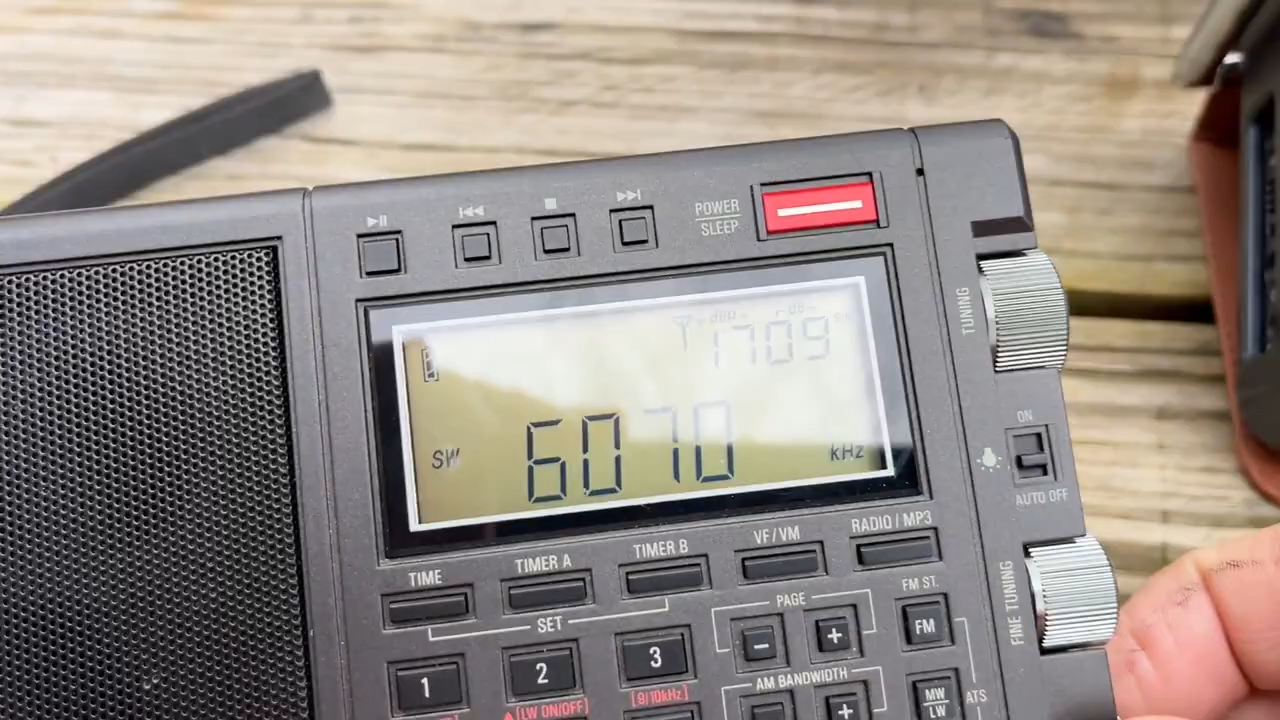 POWER
SLEEP
1709
SW 6070 kHz
TUNING
ON
AUTO OFF
TIME
TIMER A
TIMER B
VF / VM
RADIO / MP3
SET
PAGE
- +
FM ST.
FM
FINE TUNING
1 2 3
[LW ON/OFF]
[9/10kHz]
AM BANDWIDTH
+
MW
LW
ATS